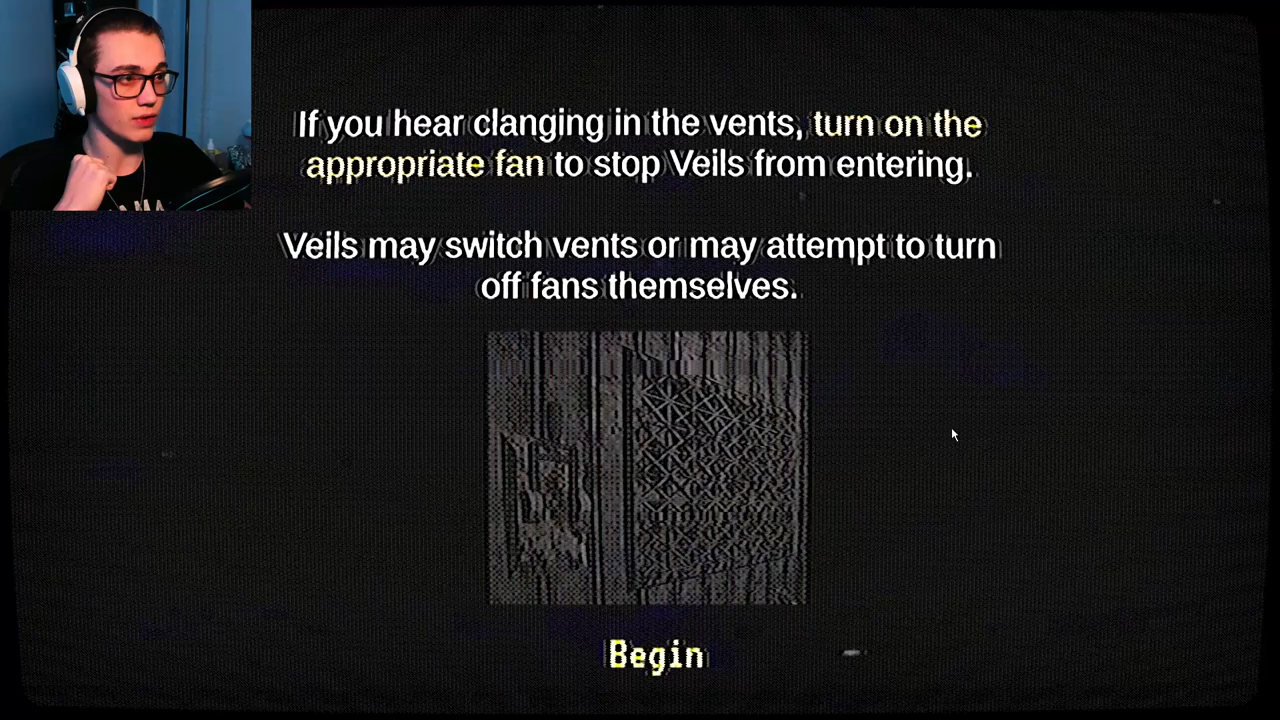 If you hear clanging in the vents, turn on the
appropriate fan to stop Veils from entering.
Veils may switch vents or may attempt to turn
off fans themselves.
Begin